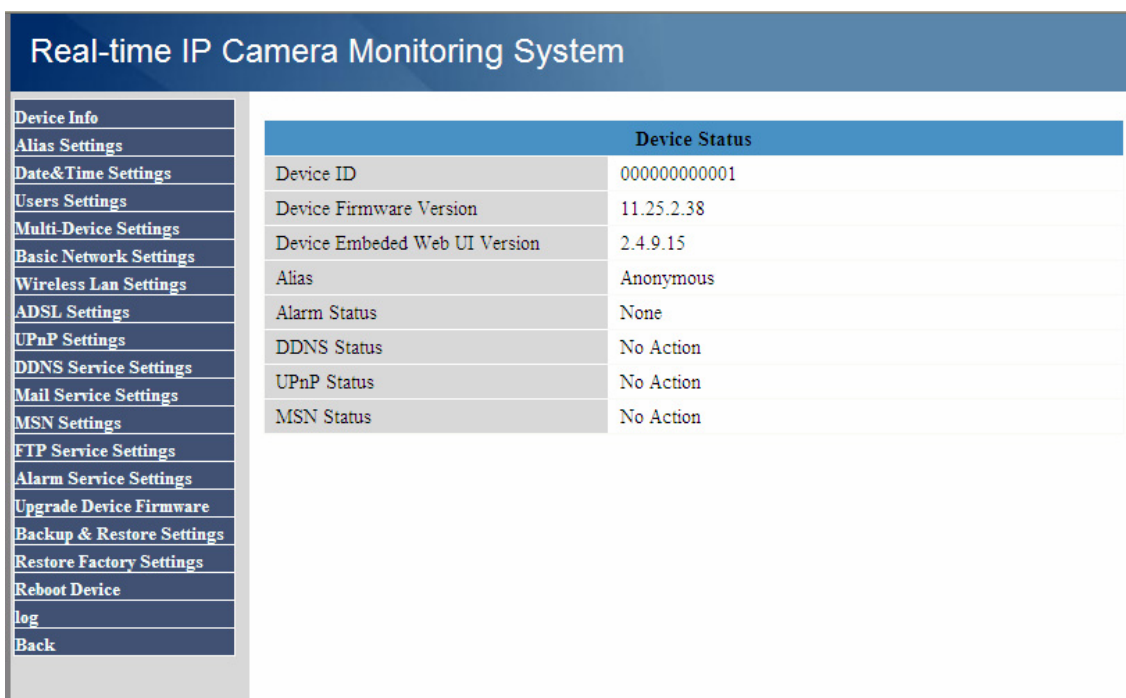 Real-time IP Camera Monitoring System
Device Info
Alias Settings
Date&Time Settings
Users Settings
Multi-Device Settings
Basic Network Settings
Wireless Lan Settings
ADSL Settings
UPnP Settings
DDNS Service Settings
Mail Service Settings
MSN Settings
FTP Service Settings
Alarm Service Settings
Upgrade Device Firmware
Backup & Restore Settings
Restore Factory Settings
Reboot Device
log
Back
Device Status
Device ID 000000000001
Device Firmware Version 11.25.2.38
Device Embeded Web UI Version 2.4.9.15
Alias Anonymous
Alarm Status None
DDNS Status No Action
UPnP Status No Action
MSN Status No Action